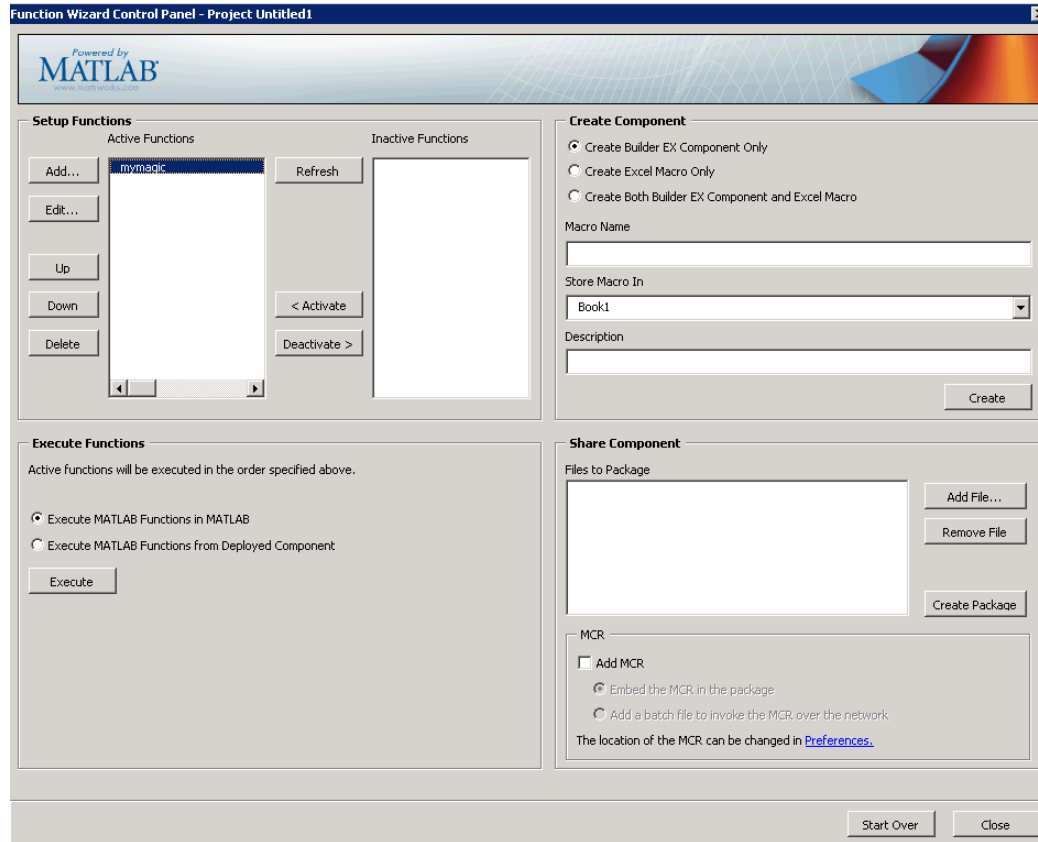 Function Wizard Control Panel - Project Untitled1
Powered by
MATLAB
www.mathworks.com
Setup Functions
Active Functions
Inactive Functions
Add...
mymagic
Refresh
Edit...
Up
Down
< Activate
Delete
Deactivate >
Create Component
Create Builder EX Component Only
Create Excel Macro Only
Create Both Builder EX Component and Excel Macro
Macro Name
Store Macro In
Book1
Description
Create
Execute Functions
Active functions will be executed in the order specified above.
Execute MATLAB Functions in MATLAB
Execute MATLAB Functions from Deployed Component
Execute
Share Component
Files to Package
Add File...
Remove File
Create Package
MCR
Add MCR
Embed the MCR in the package
Add a batch file to invoke the MCR over the network
The location of the MCR can be changed in Preferences.
Start Over
Close